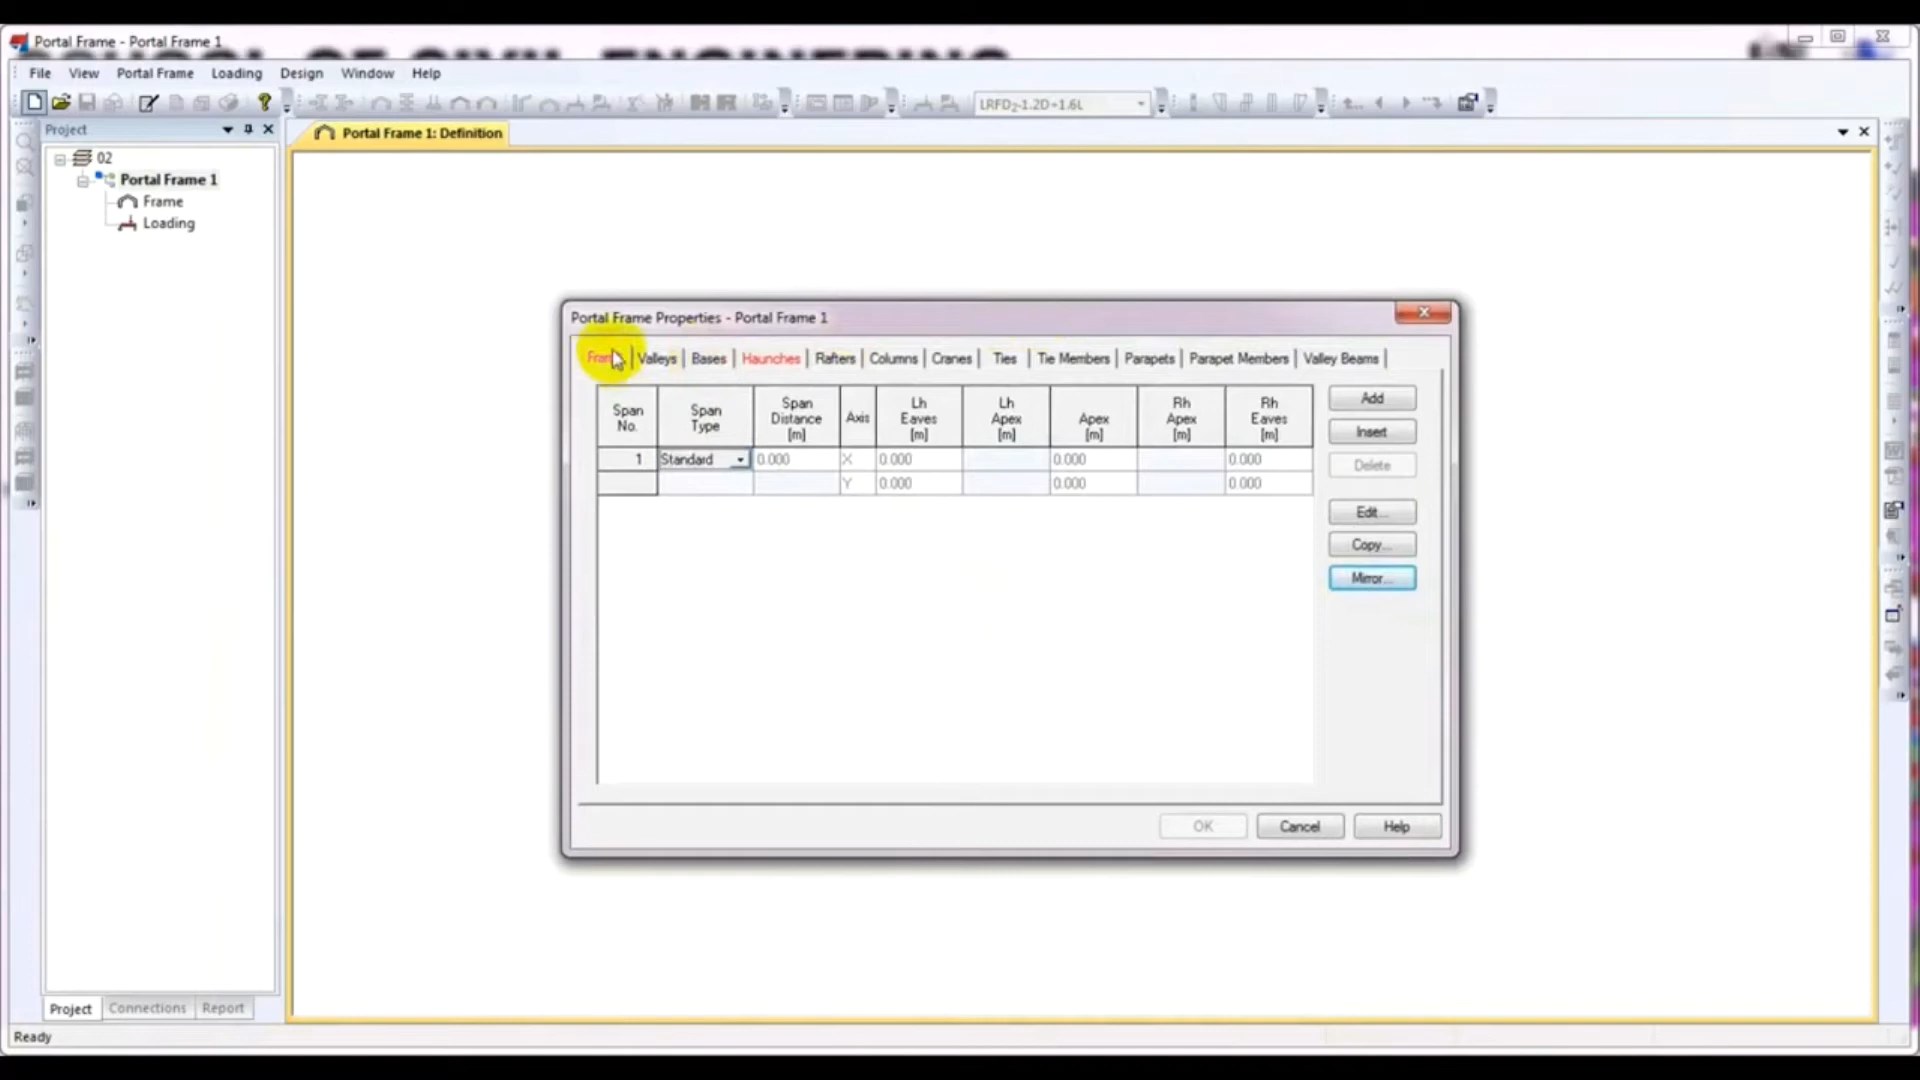 Portal Frame - Portal Frame 1
File View Portal Frame Loading Design Window Help
LRFD2-1.2D+1.6L
Project
Portal Frame 1: Definition
02
Portal Frame 1
Frame
Loading
Portal Frame Properties - Portal Frame 1
Frame Valleys Bases Haunches Rafters Columns Cranes Ties Tie Members Parapets Parapet Members Valley Beams
Span No. Span Type Span Distance [m] Axis Lh Eaves [m] Lh Apex [m] Apex [m] Rh Apex [m] Rh Eaves [m]
1 Standard 0.000 X 0.000 0.000 0.000
Y 0.000 0.000 0.000
Add
Insert
Delete
Edit...
Copy...
Mirror...
OK Cancel Help
Project Connections Report
Ready